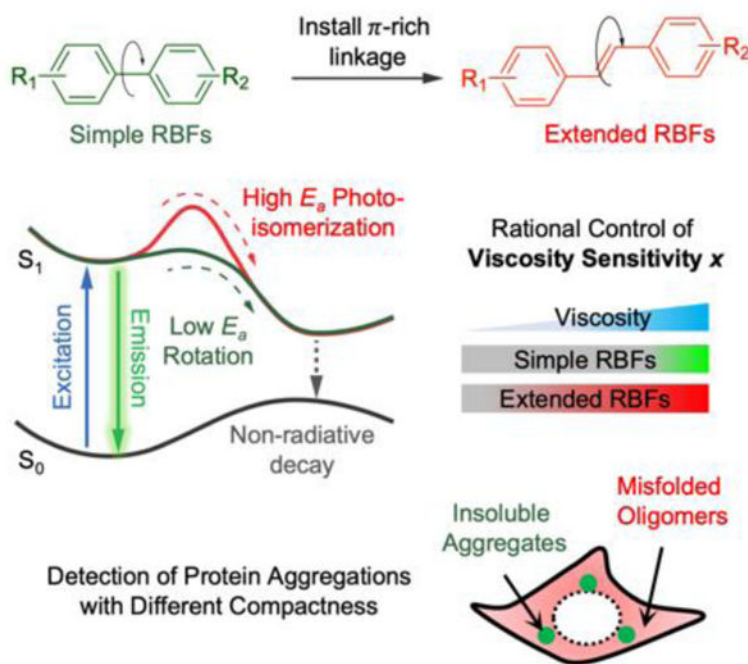 R₁
R₂
Simple RBFs
Install π-rich
linkage
R₁
R₂
Extended RBFs
High Eₐ Photo-
isomerization
S₁
Low Eₐ
Rotation
Excitation
Emission
Non-radiative
decay
S₀
Rational Control of
Viscosity Sensitivity x
Viscosity
Simple RBFs
Extended RBFs
Detection of Protein Aggregations
with Different Compactness
Insoluble
Aggregates
Misfolded
Oligomers